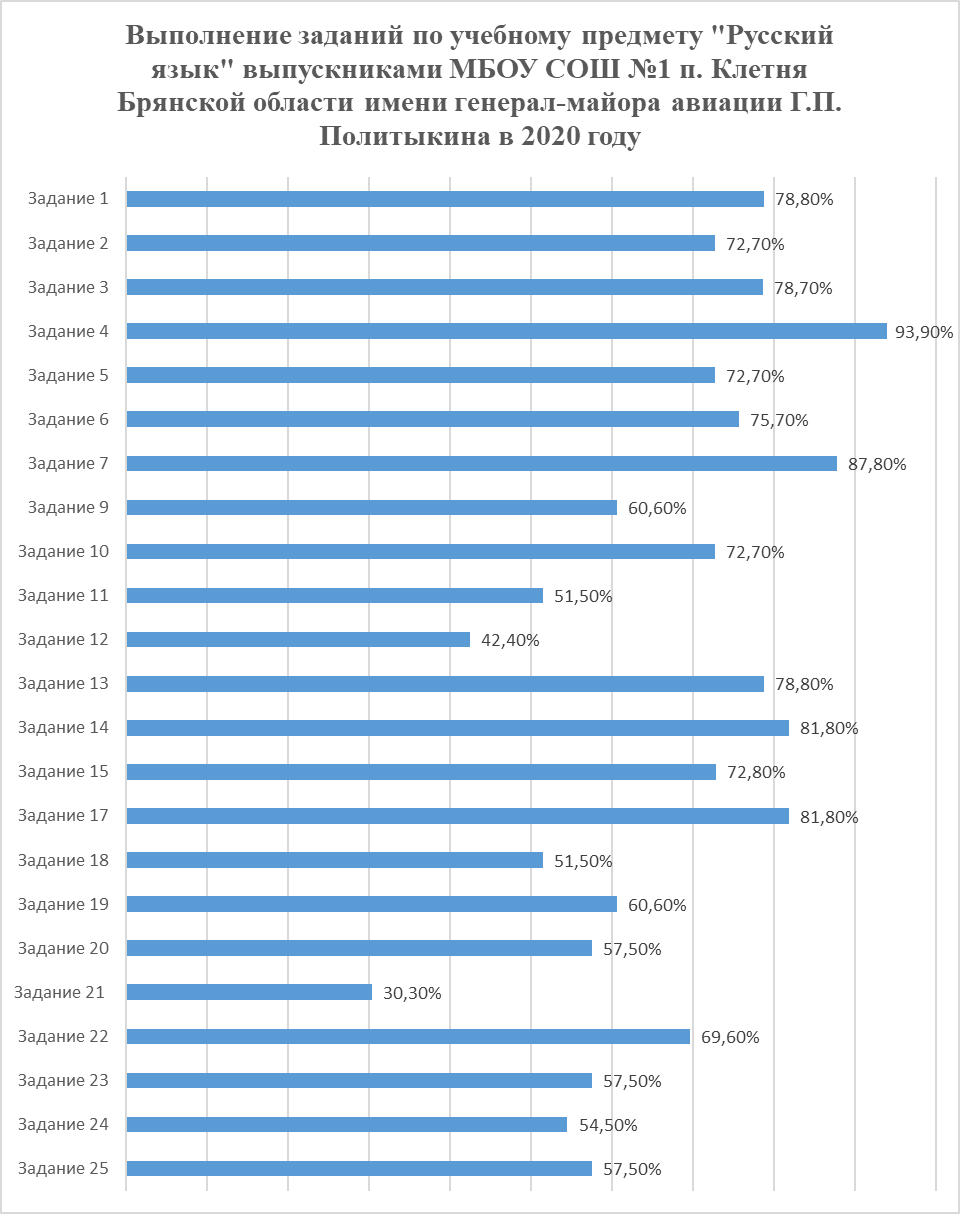 Выполнение заданий по учебному предмету "Русский
язык" выпускниками МБОУ СОШ №1 п. Клетня
Брянской области имени генерал-майора авиации Г.П.
Политыкина в 2020 году
Задание 1 78,80%
Задание 2 72,70%
Задание 3 78,70%
Задание 4 93,90%
Задание 5 72,70%
Задание 6 75,70%
Задание 7 87,80%
Задание 9 60,60%
Задание 10 72,70%
Задание 11 51,50%
Задание 12 42,40%
Задание 13 78,80%
Задание 14 81,80%
Задание 15 72,80%
Задание 17 81,80%
Задание 18 51,50%
Задание 19 60,60%
Задание 20 57,50%
Задание 21 30,30%
Задание 22 69,60%
Задание 23 57,50%
Задание 24 54,50%
Задание 25 57,50%